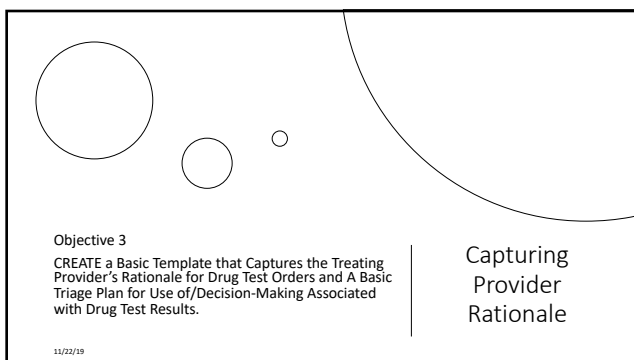 Objective 3
CREATE a Basic Template that Captures the Treating
Provider's Rationale for Drug Test Orders and A Basic
Triage Plan for Use of/Decision-Making Associated
with Drug Test Results.
11/22/19
Capturing
Provider
Rationale